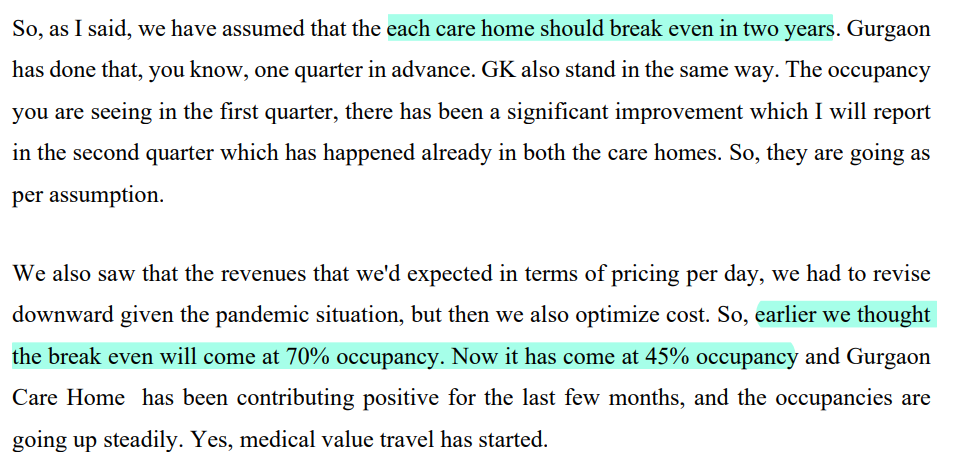 So, as I said, we have assumed that the each care home should break even in two years. Gurgaon
has done that, you know, one quarter in advance. GK also stand in the same way. The occupancy
you are seeing in the first quarter, there has been a significant improvement which I will report
in the second quarter which has happened already in both the care homes. So, they are going as
per assumption.
We also saw that the revenues that we'd expected in terms of pricing per day, we had to revise
downward given the pandemic situation, but then we also optimize cost. So, earlier we thought
the break even will come at 70% occupancy. Now it has come at 45% occupancy and Gurgaon
Care Home has been contributing positive for the last few months, and the occupancies are
going up steadily. Yes, medical value travel has started.